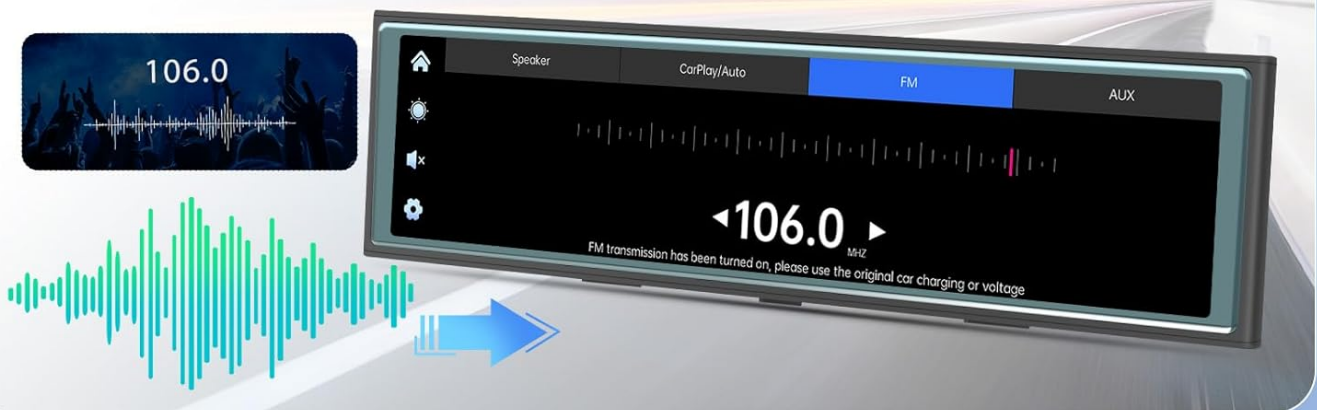 106.0
Speaker
CarPlay/Auto
FM
AUX
106.0
MHZ
FM transmission has been turned on, please use the original car charging or voltage